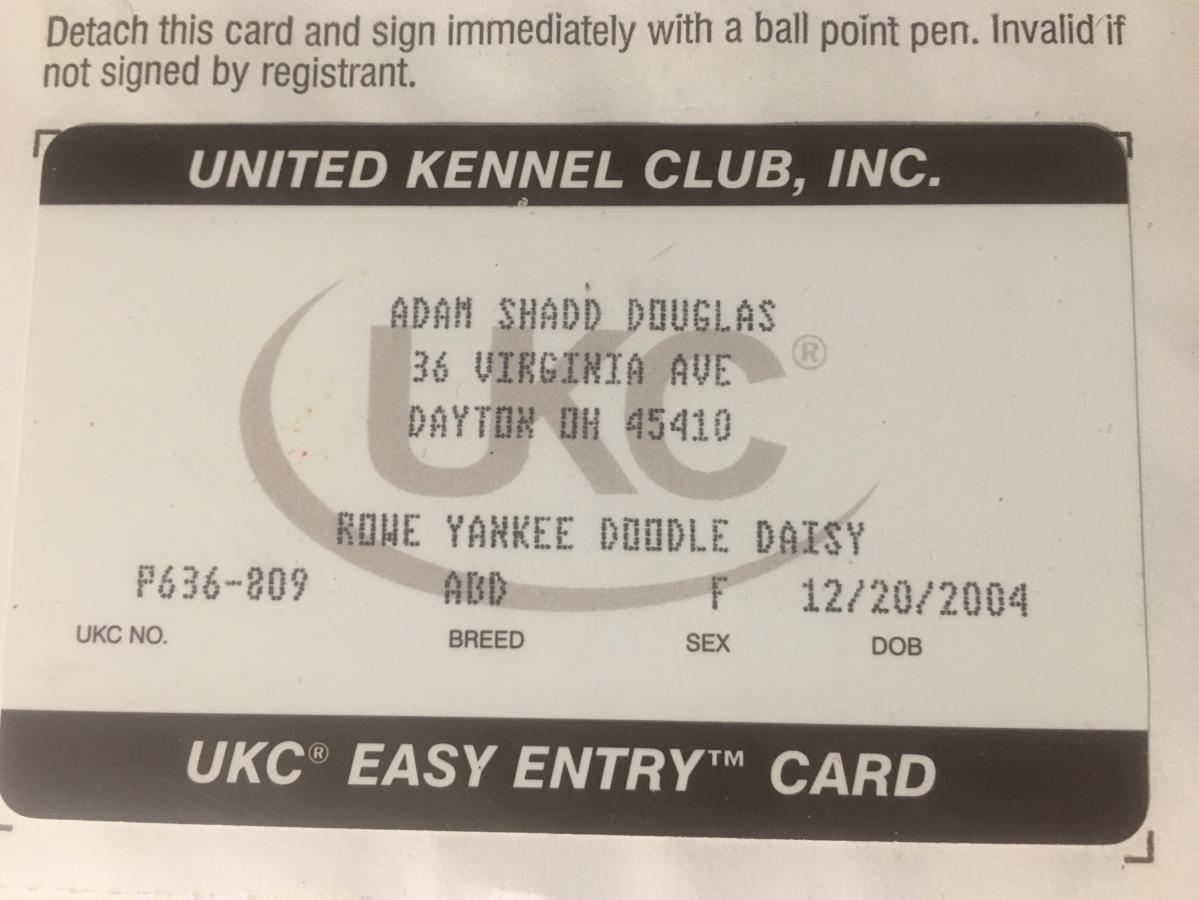 Detach this card and sign immediately with a ball point pen. Invalid if
not signed by registrant.
UNITED KENNEL CLUB, INC.
UKC®
ADAM SHADD DOUGLAS
36 VIRGINIA AVE
DAYTON OH 45410
ROWE YANKEE DOODLE DAISY
P636-809 ABD F 12/20/2004
UKC NO. BREED SEX DOB
UKC® EASY ENTRY™ CARD